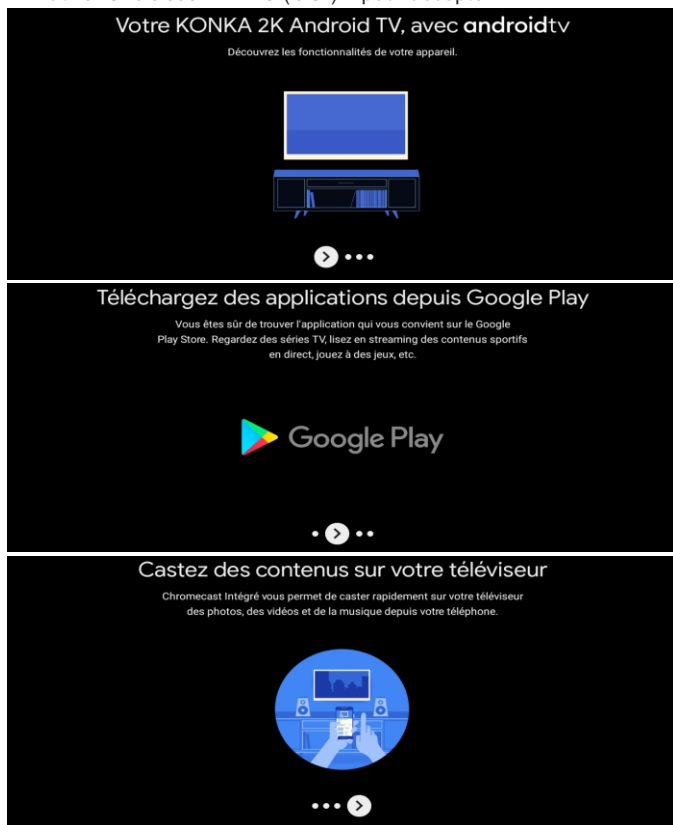 Votre KONKA 2K Android TV, avec androidtv
Découvrez les fonctionnalités de votre appareil.
Téléchargez des applications depuis Google Play
Vous êtes sûr de trouver l'application qui vous convient sur le Google
Play Store. Regardez des séries TV, lisez en streaming des contenus sportifs
en direct, jouez à des jeux, etc.
Google Play
Castez des contenus sur votre téléviseur
Chromecast Intégré vous permet de caster rapidement sur votre téléviseur
des photos, des vidéos et de la musique depuis votre téléphone.